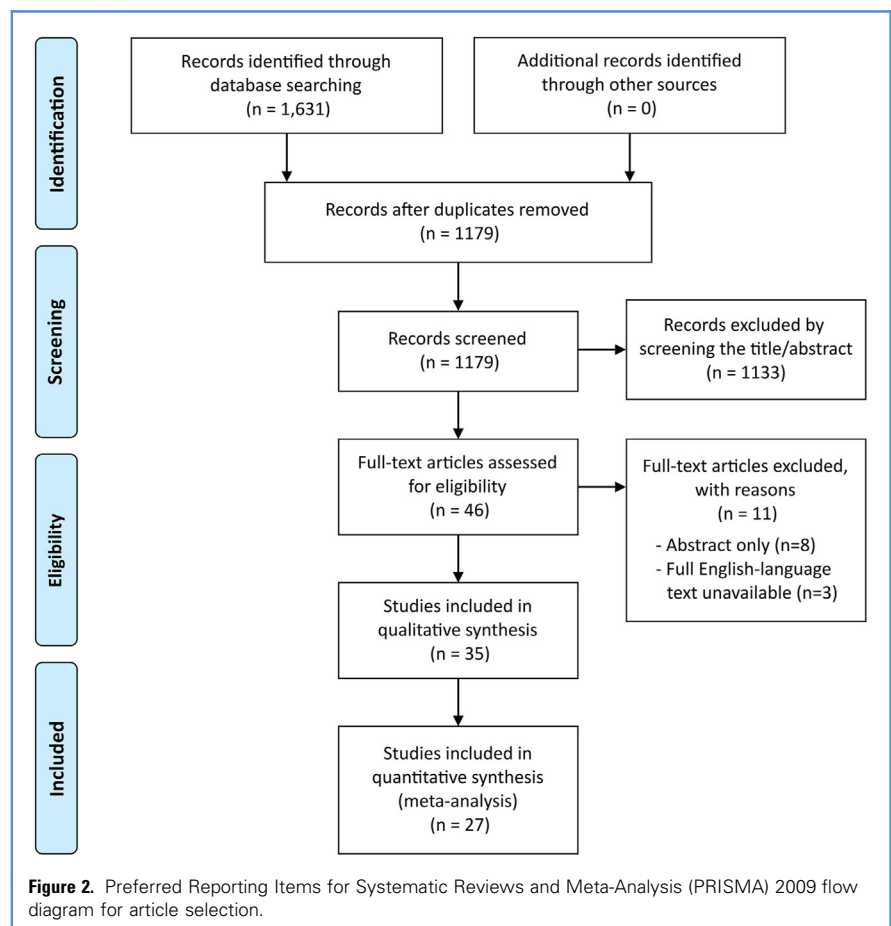 Identification
Records identified through
database searching
(n = 1,631)
Additional records identified
through other sources
(n = 0)
Records after duplicates removed
(n = 1179)
Screening
Records screened
(n = 1179)
Records excluded by
screening the title/abstract
(n = 1133)
Eligibility
Full-text articles assessed
for eligibility
(n = 46)
Full-text articles excluded,
with reasons
(n = 11)
- Abstract only (n=8)
- Full English-language
text unavailable (n=3)
Studies included in
qualitative synthesis
(n = 35)
Included
Studies included in
quantitative synthesis
(meta-analysis)
(n = 27)
Figure 2. Preferred Reporting Items for Systematic Reviews and Meta-Analysis (PRISMA) 2009 flow
diagram for article selection.